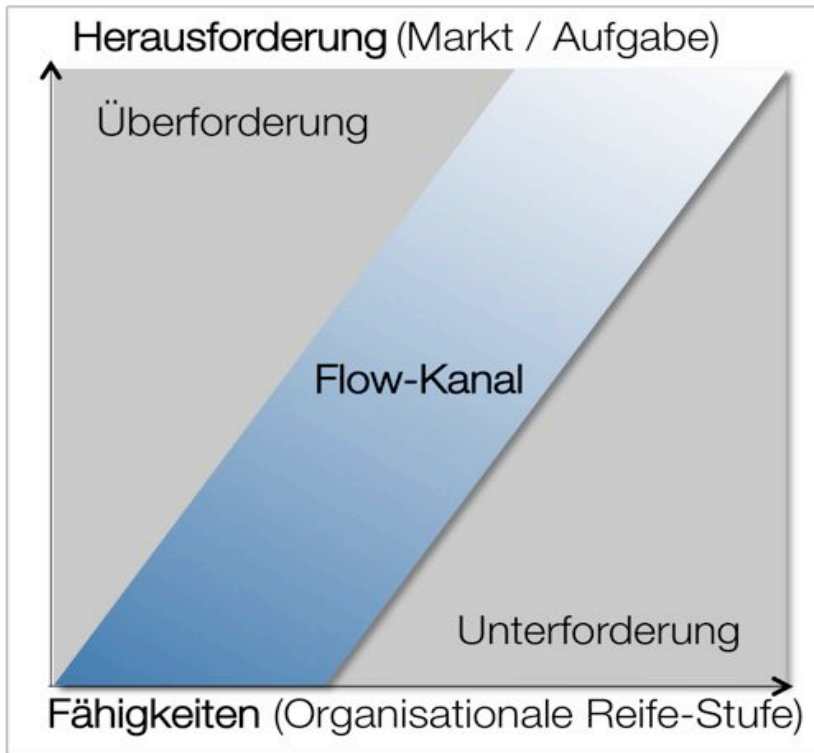 Herausforderung (Markt / Aufgabe)
Überforderung
Flow-Kanal
Unterforderung
Fähigkeiten (Organisationale Reife-Stufe)